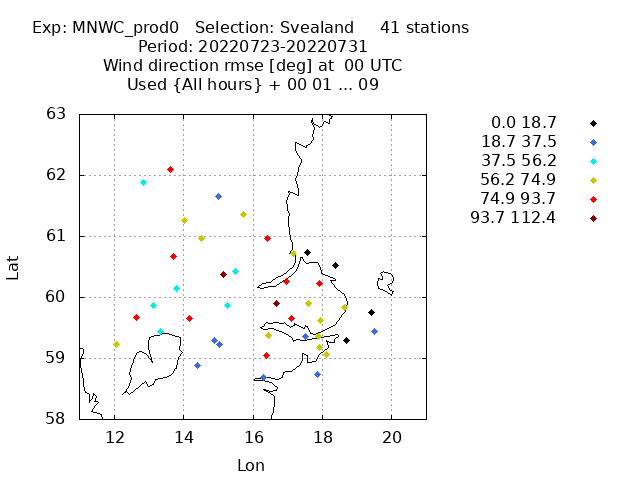 Exp: MNWC_prod0 Selection: Svealand 41 stations
Period: 20220723-20220731
Wind direction rmse [deg] at 00 UTC
Used {All hours} + 00 01 ... 09
63
62
61
60
59
58
Lat
12 14 16 18 20
Lon
0.0 18.7
18.7 37.5
37.5 56.2
56.2 74.9
74.9 93.7
93.7 112.4